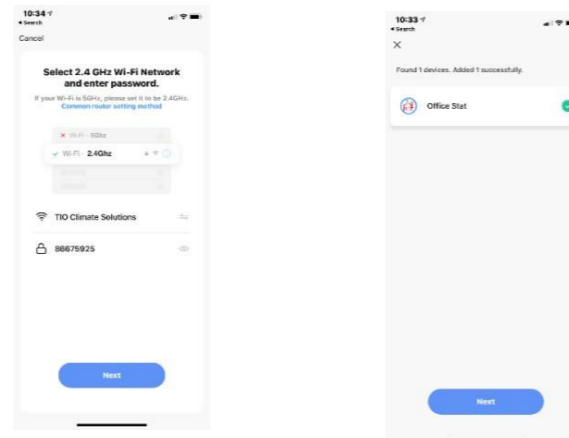 10:34
Search
Cancel
Select 2.4 GHz Wi-Fi Network
and enter password.
If your Wi-Fi is 5GHz, please set it to be 2.4GHz.
Common router setting method
Wi-Fi - 5Ghz
Wi-Fi - 2.4Ghz
TIO Climate Solutions
86675925
Next
10:33
Search
Found 1 devices. Added 1 successfully.
Office Stat
Next